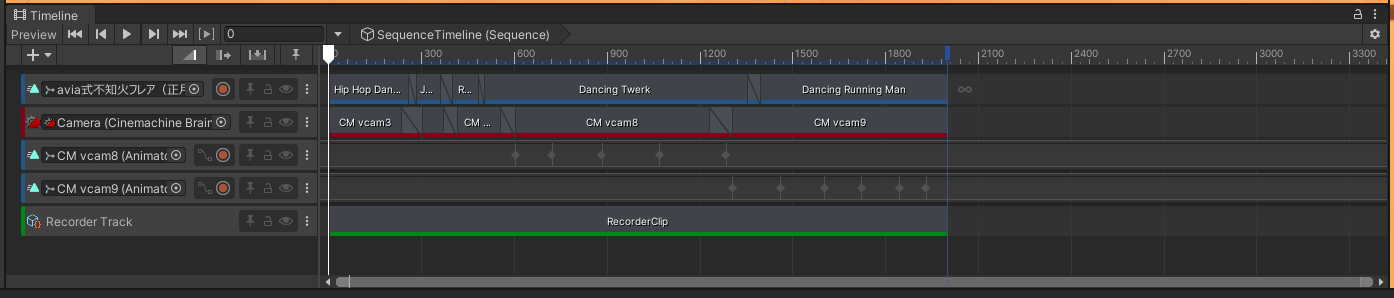 Timeline
Preview 0 SequenceTimeline (Sequence)
0 300 600 900 1200 1500 1800 2100 2400 2700 3000 3300
avia式不知火フレア（正月 Hip Hop Dan... J... R... Dancing Twerk Dancing Running Man
Camera (Cinemachine Brain CM vcam3 CM ... CM vcam8 CM vcam9
CM vcam8 (Animato
CM vcam9 (Animato
Recorder Track RecorderClip